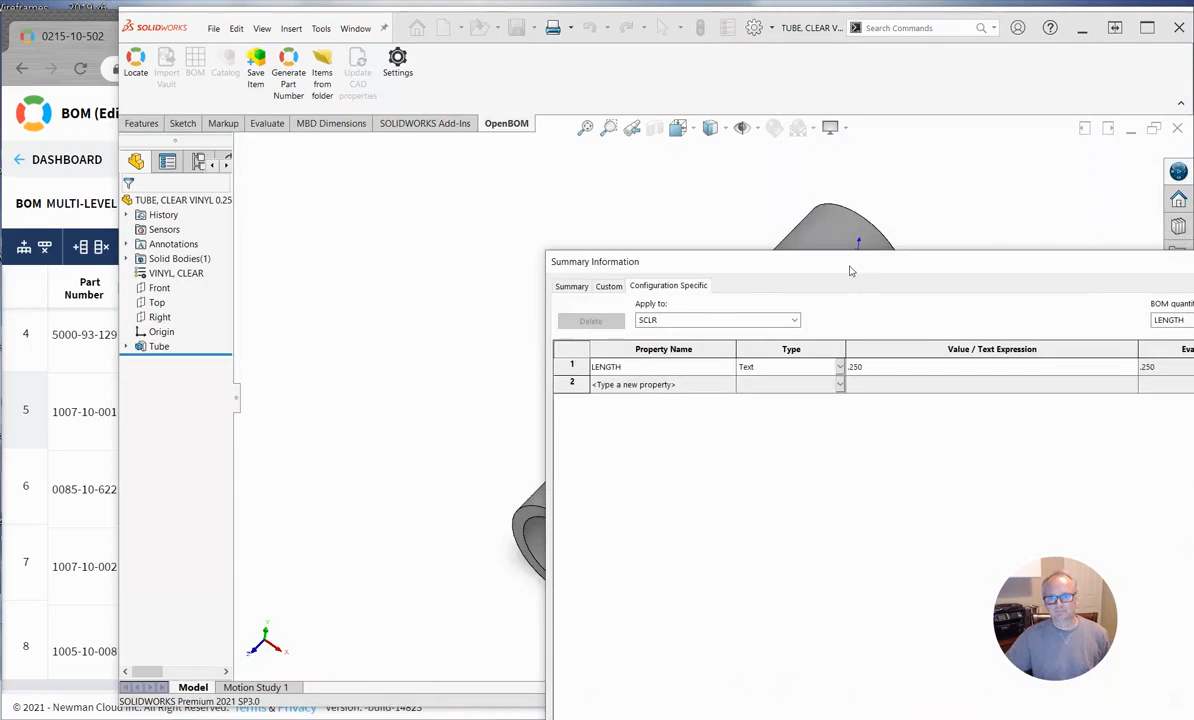 0215-10-502
BOM (Edi
DASHBOARD
BOM MULTI-LEVEL
Part
Number
4 5000-93-129
5 1007-10-001
6 0085-10-622
7 1007-10-002
8 1005-10-008
© 2021 - Newman Cloud Inc. All Right Reserved. Terms & Privacy Version: -build-14823
SOLIDWORKS File Edit View Insert Tools Window
TUBE, CLEAR V... Search Commands
Locate
Import
Vault
BOM
Catalog
Save
Item
Generate
Part
Number
Items
from
folder
Update
CAD
properties
Settings
Features Sketch Markup Evaluate MBD Dimensions SOLIDWORKS Add-Ins OpenBOM
TUBE, CLEAR VINYL 0.25
History
Sensors
Annotations
Solid Bodies(1)
VINYL, CLEAR
Front
Top
Right
Origin
Tube
Model Motion Study 1
SOLIDWORKS Premium 2021 SP3.0
Summary Information
Summary Custom Configuration Specific
Apply to: BOM quantit
Delete SCLR LENGTH
Property Name Type Value / Text Expression Eva
1 LENGTH Text .250 .250
2 <Type a new property>